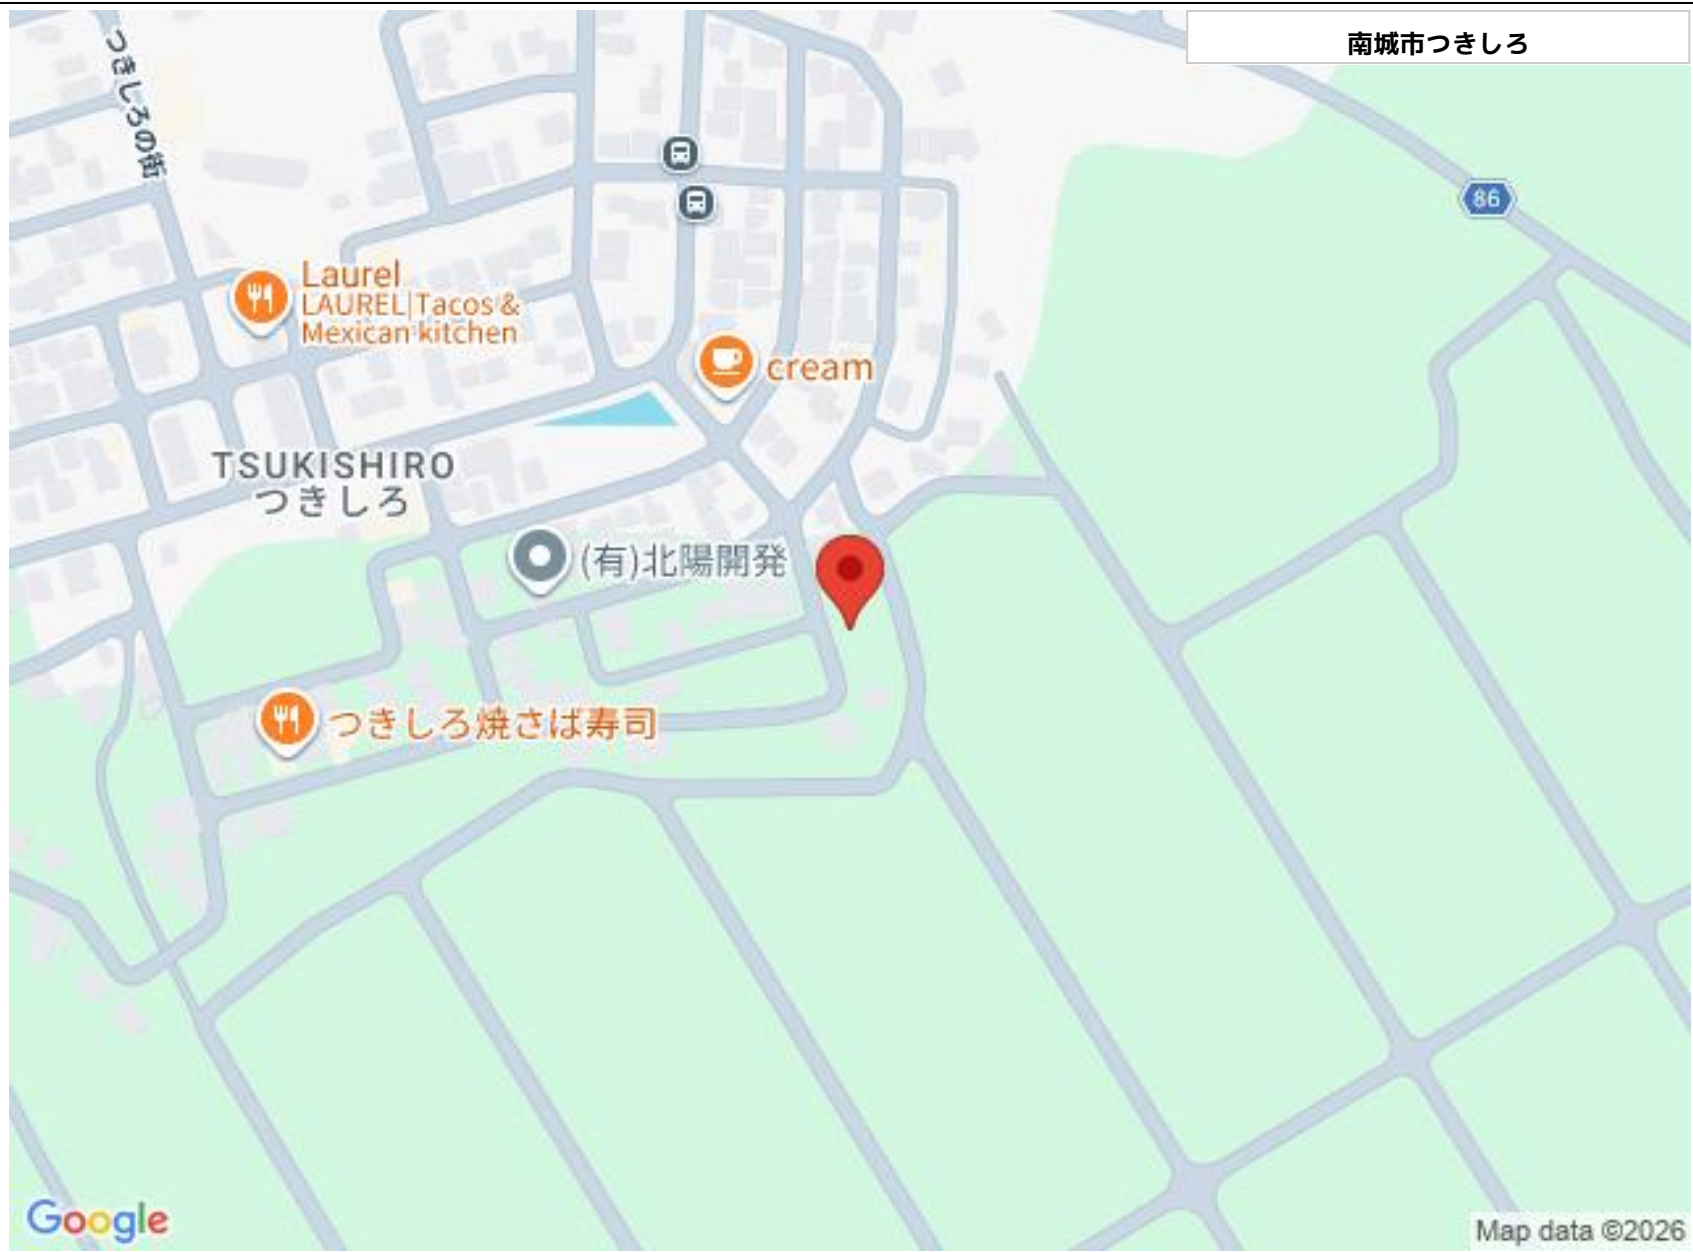 南城市つきしろ
つきしろの街
86
Laurel
LAUREL|Tacos &
Mexican kitchen
cream
TSUKISHIRO
つきしろ
(有)北陽開発
つきしろ焼さば寿司
Google
Map data ©2026